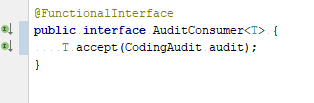 @FunctionalInterface
public interface AuditConsumer<T> {
    T accept(CodingAudit audit);
}